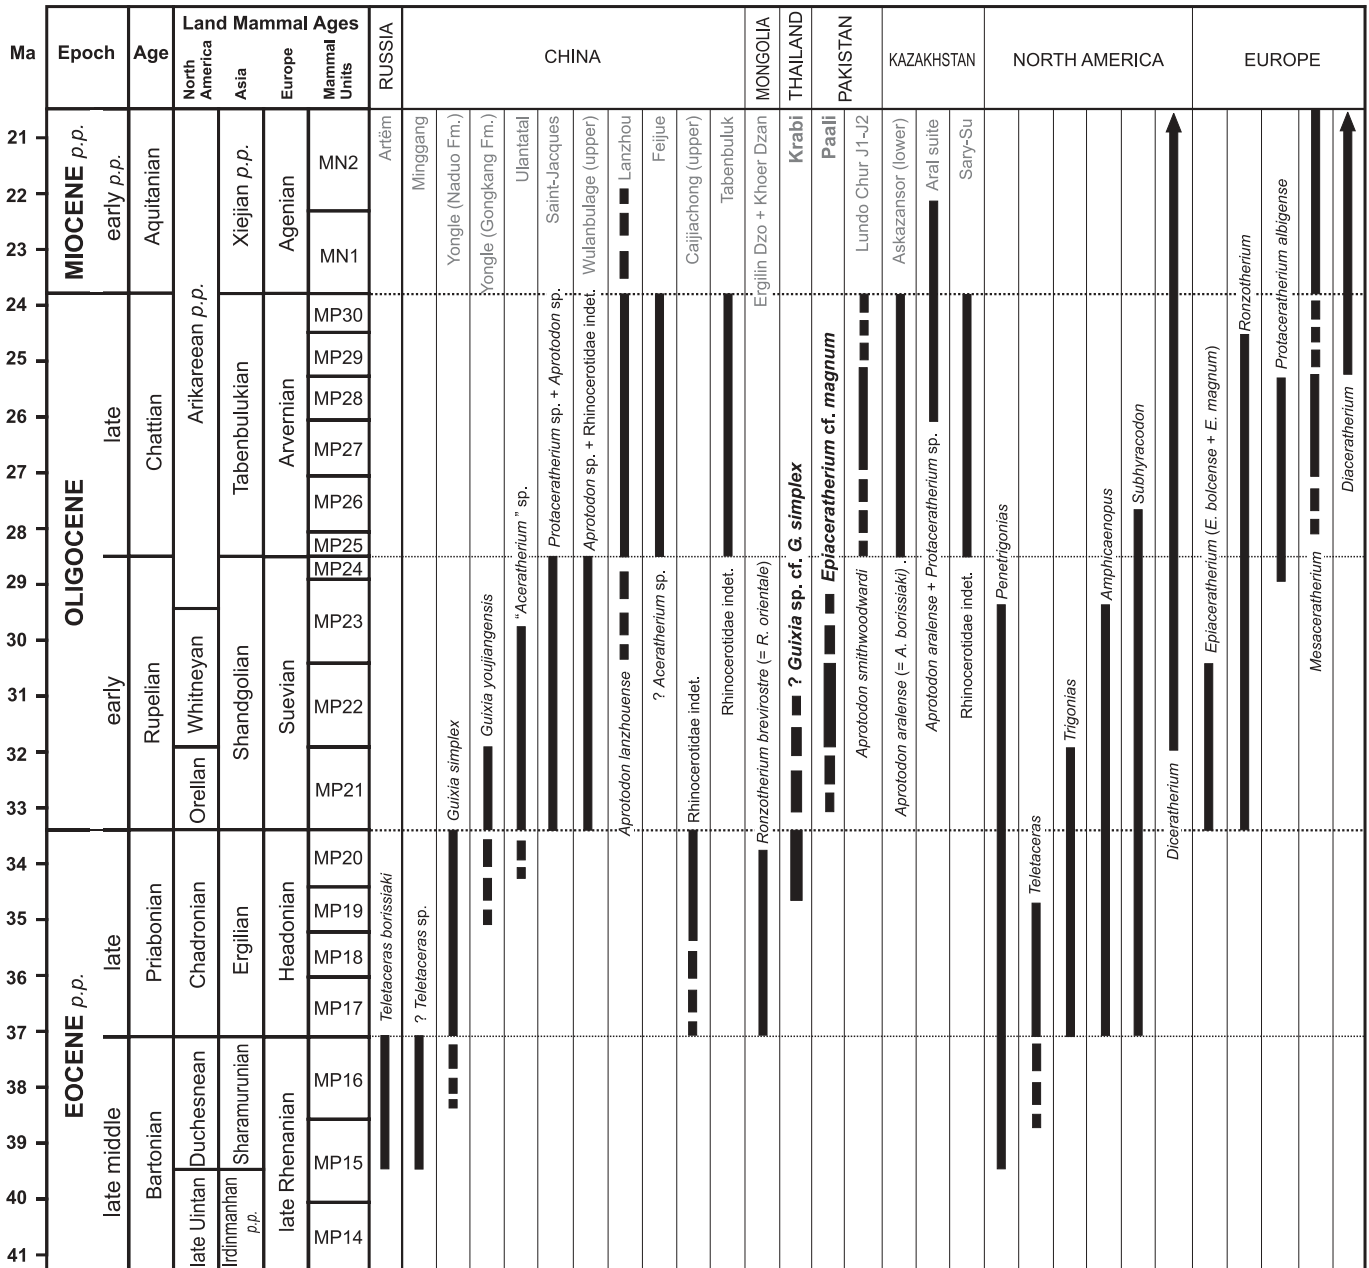 Ma
Epoch
Age
Land Mammal Ages
North America
Asia
Europe
Mammal Units
RUSSIA
CHINA
MONGOLIA
THAILAND
PAKISTAN
KAZAKHSTAN
NORTH AMERICA
EUROPE
21
22
23
24
25
26
27
28
29
30
31
32
33
34
35
36
37
38
39
40
41
MIOCENE p.p.
OLIGOCENE
EOCENE p.p.
early p.p.
late
early
late
late middle
Aquitanian
Chattian
Rupelian
Priabonian
Bartonian
Arikareean p.p.
Whitneyan
Orellan
Chadronian
Duchesnean
late Uintan
Xiejian p.p.
Tabenbulukian
Shandgolian
Ergilian
Sharamurunian
Irdinmanhan p.p.
Agenian
Arvernian
Suevian
Headonian
late Rhenanian
MN2
MN1
MP30
MP29
MP28
MP27
MP26
MP25
MP24
MP23
MP22
MP21
MP20
MP19
MP18
MP17
MP16
MP15
MP14
Artëm
Teletaceras borissiaki
Minggang
? Teletaceras sp.
Yongle (Naduo Fm.)
Guixia simplex
Yongle (Gongkang Fm.)
Guixia youjiangensis
Ulantatal
“Aceratherium ” sp.
Saint-Jacques
Protaceratherium sp. + Aprotodon sp.
Wulanbulage (upper)
Aprotodon sp. + Rhinocerotidae indet.
Lanzhou
Aprotodon lanzhouense
Feijue
? Aceratherium sp.
Caijiachong (upper)
Rhinocerotidae indet.
Tabenbuluk
Rhinocerotidae indet.
Ergilin Dzo + Khoer Dzan
Ronzotherium brevirostre (= R. orientale)
Krabi
? Guixia sp. cf. G. simplex
Paali
Epiaceratherium cf. magnum
Lundo Chur J1-J2
Aprotodon smithwoodwardi
Askazansor (lower)
Aprotodon aralense (= A. borissiaki) .
Aral suite
Aprotodon aralense + Protaceratherium sp.
Sary-Su
Rhinocerotidae indet.
Penetrigonias
Teletaceras
Trigonias
Amphicaenopus
Subhyracodon
Diceratherium
Epiaceratherium (E. bolcense + E. magnum)
Ronzotherium
Protaceratherium albigense
Mesaceratherium
Diaceratherium